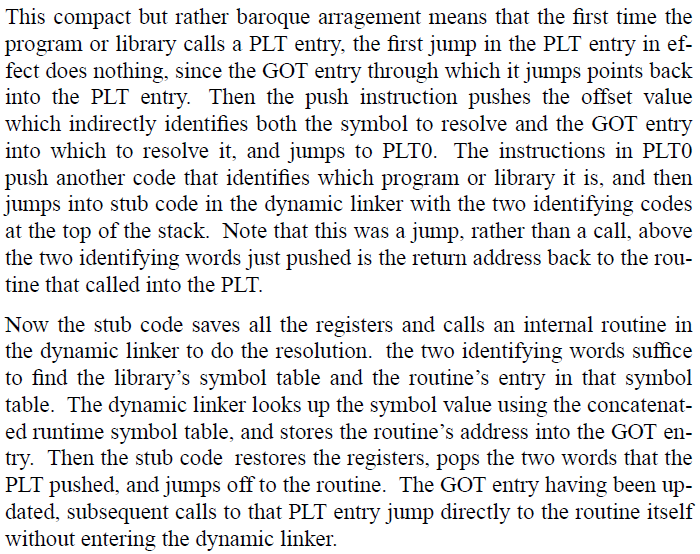 This compact but rather baroque arragement means that the first time the
program or library calls a PLT entry, the first jump in the PLT entry in ef-
fect does nothing, since the GOT entry through which it jumps points back
into the PLT entry.  Then the push instruction pushes the offset value
which indirectly identifies both the symbol to resolve and the GOT entry
into which to resolve it, and jumps to PLT0.  The instructions in PLT0
push another code that identifies which program or library it is, and then
jumps into stub code in the dynamic linker with the two identifying codes
at the top of the stack.  Note that this was a jump, rather than a call, above
the two identifying words just pushed is the return address back to the rou-
tine that called into the PLT.
Now the stub code saves all the registers and calls an internal routine in
the dynamic linker to do the resolution.  the two identifying words suffice
to find the library's symbol table and the routine's entry in that symbol
table.  The dynamic linker looks up the symbol value using the concatenat-
ed runtime symbol table, and stores the routine's address into the GOT en-
try.  Then the stub code  restores the registers, pops the two words that the
PLT pushed, and jumps off to the routine.  The GOT entry having been up-
dated, subsequent calls to that PLT entry jump directly to the routine itself
without entering the dynamic linker.